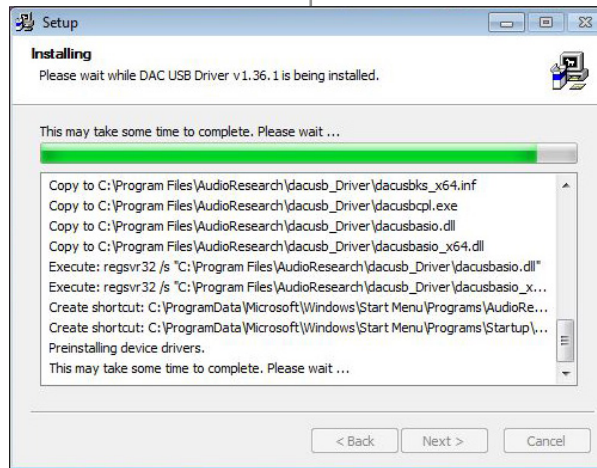 Setup
Installing
Please wait while DAC USB Driver v1.36.1 is being installed.
This may take some time to complete. Please wait ...
Copy to C:\Program Files\AudioResearch\dacusb_Driver\dacusbks_x64.inf
Copy to C:\Program Files\AudioResearch\dacusb_Driver\dacusbcpl.exe
Copy to C:\Program Files\AudioResearch\dacusb_Driver\dacusbasio.dll
Copy to C:\Program Files\AudioResearch\dacusb_Driver\dacusbasio_x64.dll
Execute: regsvr32 /s "C:\Program Files\AudioResearch\dacusb_Driver\dacusbasio.dll"
Execute: regsvr32 /s "C:\Program Files\AudioResearch\dacusb_Driver\dacusbasio_x...
Create shortcut: C:\ProgramData\Microsoft\Windows\Start Menu\Programs\AudioRe...
Create shortcut: C:\ProgramData\Microsoft\Windows\Start Menu\Programs\Startup\...
Preinstalling device drivers.
This may take some time to complete. Please wait ...
< Back Next > Cancel